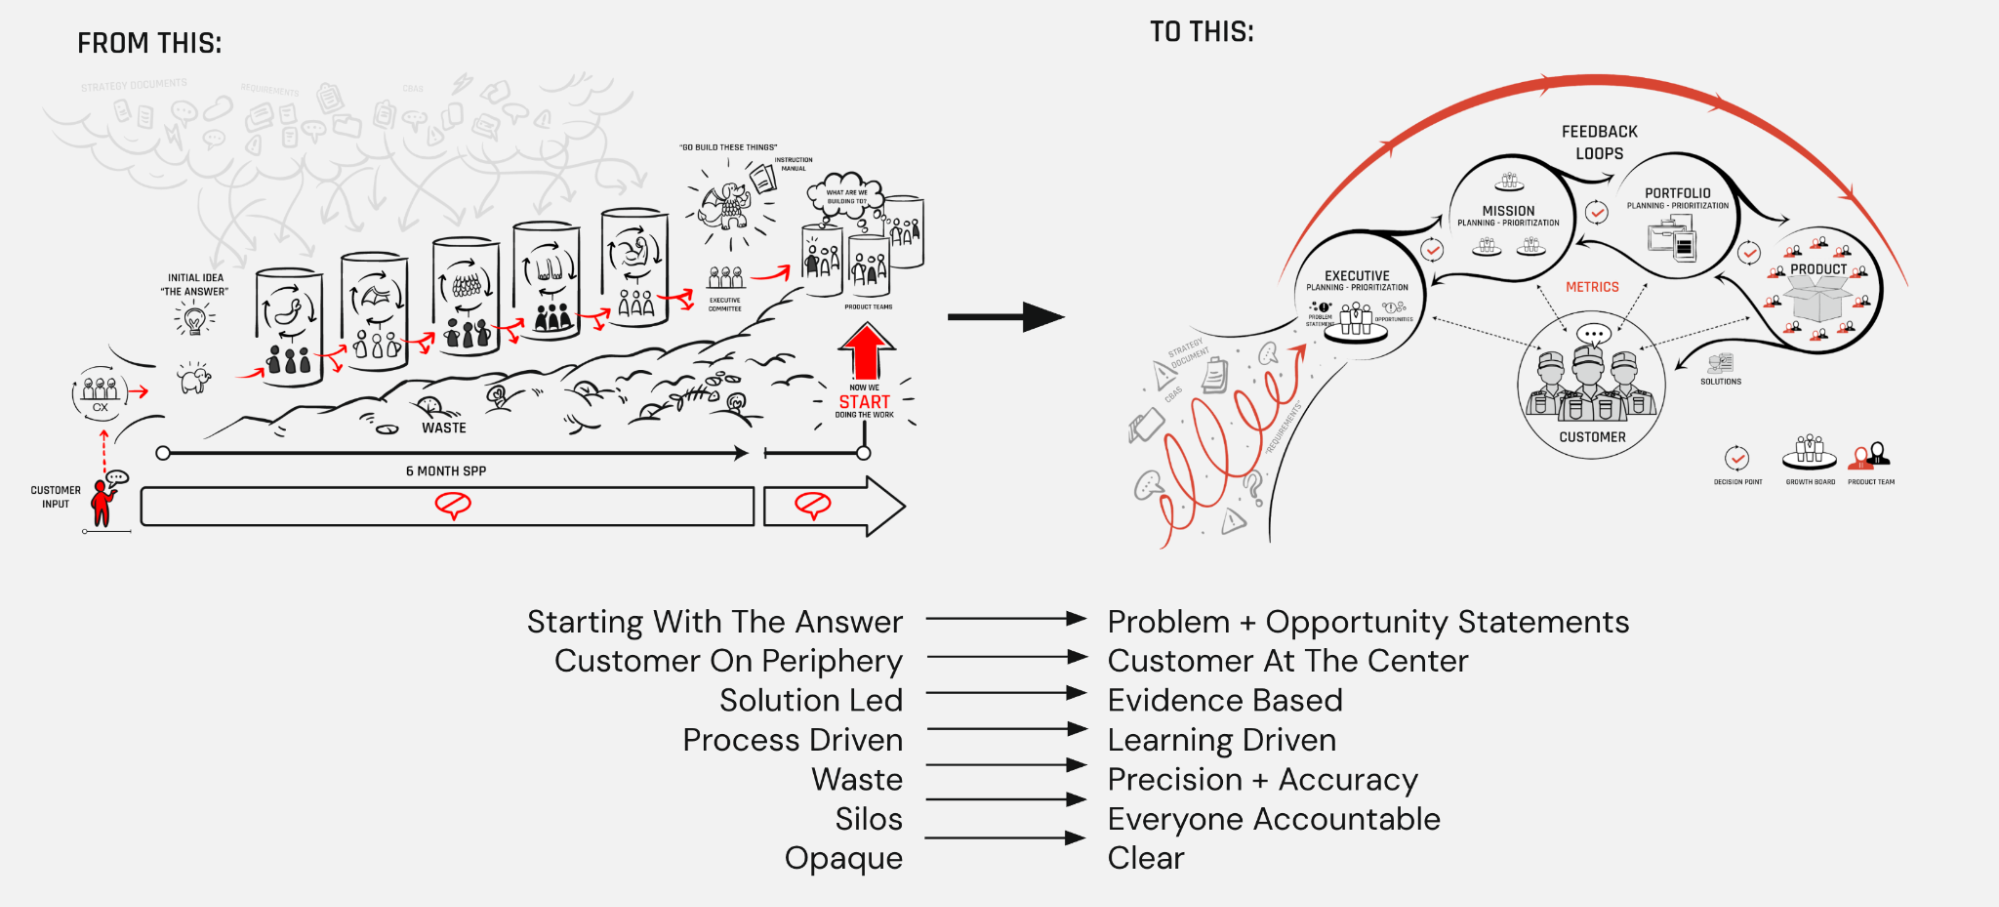 FROM THIS:
STRATEGY DOCUMENTS
REQUIREMENTS
CBAS
"GO BUILD THESE THINGS"
INSTRUCTION
MANUAL
WHAT ARE WE
BUILDING TO?
INITIAL IDEA
"THE ANSWER"
EXECUTIVE
COMMITTEE
PRODUCT TEAMS
CX
NOW WE
START
DOING THE WORK
WASTE
6 MONTH SPP
CUSTOMER
INPUT
TO THIS:
FEEDBACK
LOOPS
MISSION
PLANNING - PRIORITIZATION
PORTFOLIO
PLANNING - PRIORITIZATION
EXECUTIVE
PLANNING - PRIORITIZATION
PROBLEM
STATEMENT
OPPORTUNITIES
PRODUCT
METRICS
STRATEGY
DOCUMENT
CBAS
"REQUIREMENTS"
SOLUTIONS
CUSTOMER
DECISION POINT
GROWTH BOARD
PRODUCT TEAM
Starting With The Answer Problem + Opportunity Statements
Customer On Periphery Customer At The Center
Solution Led Evidence Based
Process Driven Learning Driven
Waste Precision + Accuracy
Silos Everyone Accountable
Opaque Clear